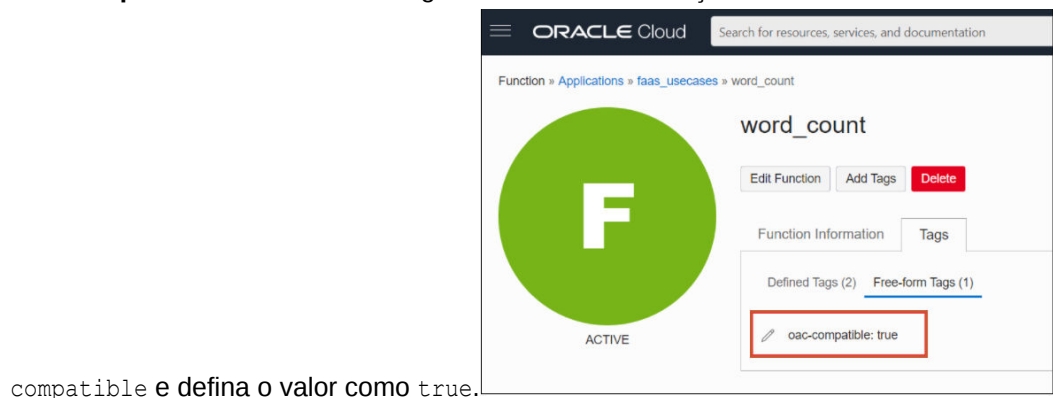 ORACLE Cloud
Search for resources, services, and documentation
Function » Applications » faas_usecases » word_count
F
ACTIVE
word_count
Edit Function Add Tags Delete
Function Information Tags
Defined Tags (2) Free-form Tags (1)
oac-compatible: true
compatible e defina o valor como true.